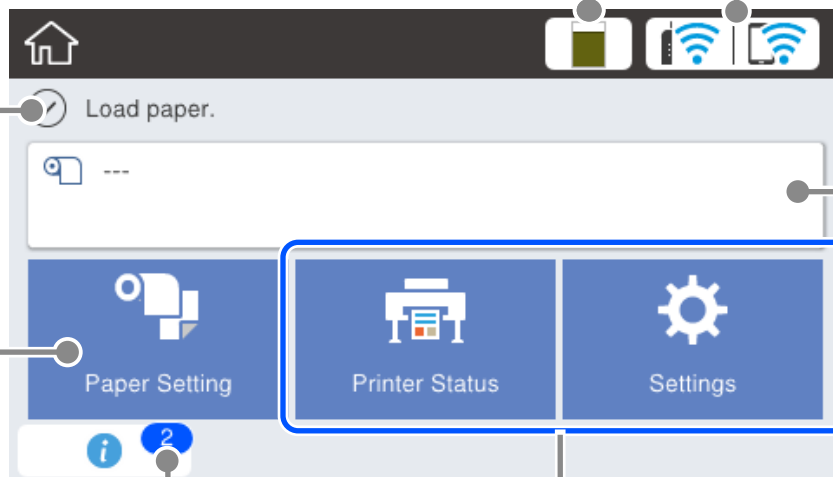 Load paper.
---
Paper Setting
Printer Status
Settings
i
2